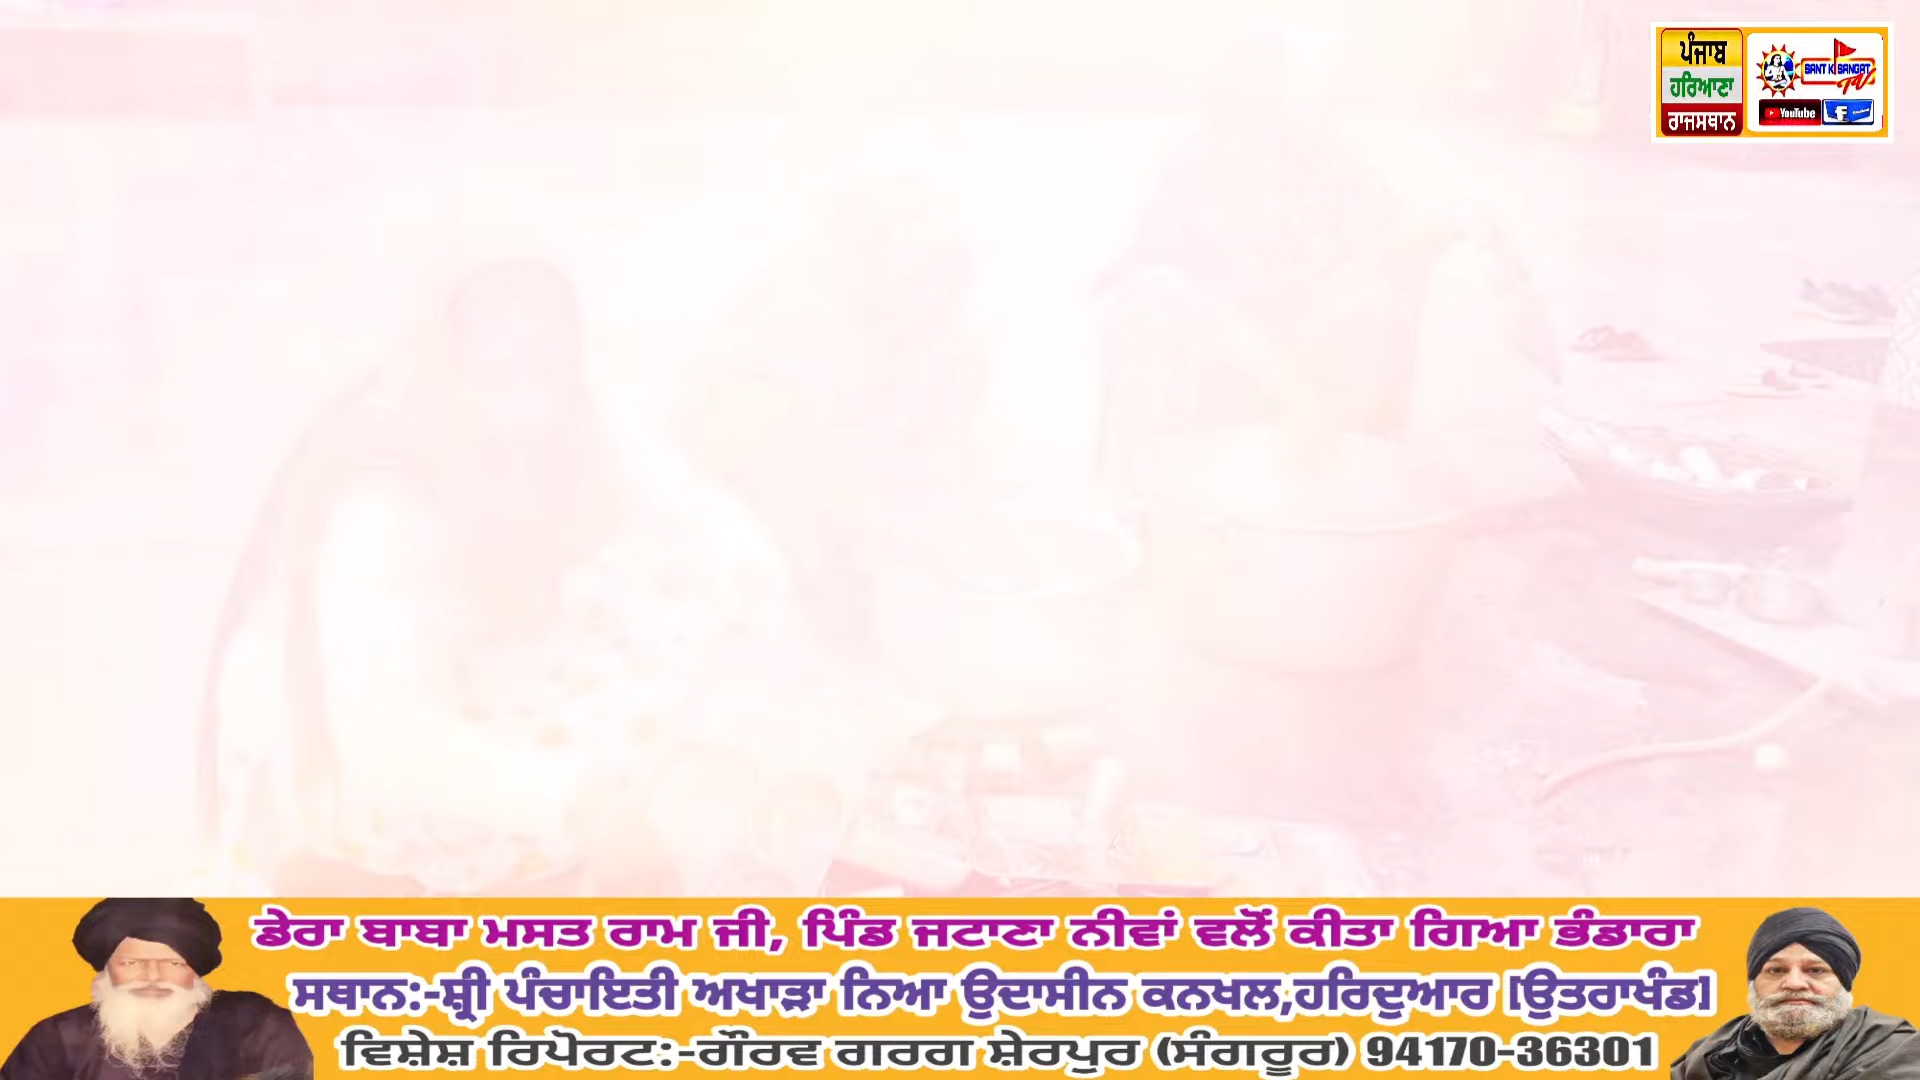 ਪੰਜਾਬ
ਹਰਿਆਣਾ
ਰਾਜਸਥਾਨ
SANT KI SANGAT
TV
YouTube
ਡੇਰਾ ਬਾਬਾ ਮਸਤ ਰਾਮ ਜੀ, ਪਿੰਡ ਜਟਾਣਾ ਨੀਵਾਂ ਵਲੋਂ ਕੀਤਾ ਗਿਆ ਭੰਡਾਰਾ
ਸਥਾਨ:-ਸ਼੍ਰੀ ਪੰਚਾਇਤੀ ਅਖਾੜਾ ਨਿਆ ਉਦਾਸੀਨ ਕਨਖਲ,ਹਰਿਦੁਆਰ [ਉਤਰਾਖੰਡ]
ਵਿਸ਼ੇਸ਼ ਰਿਪੋਰਟ:-ਗੌਰਵ ਗਰਗ ਸ਼ੇਰਪੁਰ (ਸੰਗਰੂਰ) 94170-36301